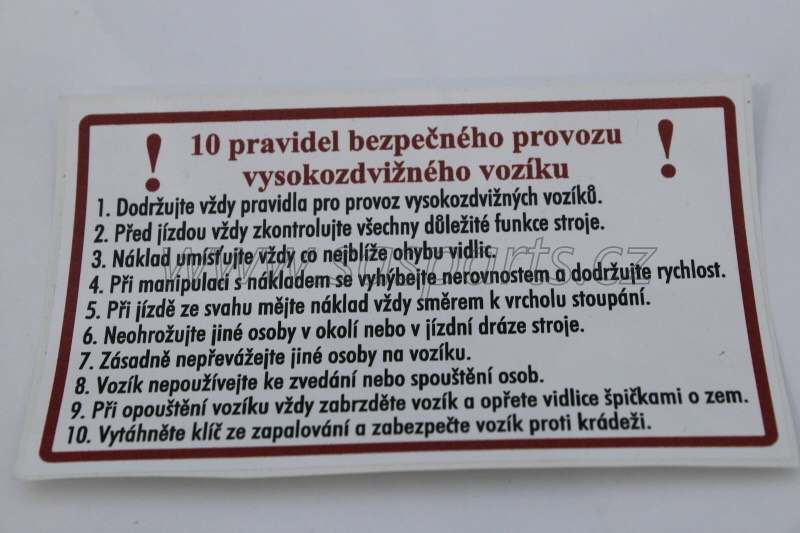 ! 10 pravidel bezpečného provozu !
vysokozdvižného vozíku
1. Dodržujte vždy pravidla pro provoz vysokozdvižných vozíků.
2. Před jízdou vždy zkontrolujte všechny důležité funkce stroje.
3. Náklad umísťujte vždy co nejblíže ohybu vidlic.
4. Při manipulaci s nákladem se vyhýbejte nerovnostem a dodržujte rychlost.
5. Při jízdě ze svahu mějte náklad vždy směrem k vrcholu stoupání.
6. Neohrožujte jiné osoby v okolí nebo v jízdní dráze stroje.
7. Zásadně nepřevážejte jiné osoby na vozíku.
8. Vozík nepoužívejte ke zvedání nebo spouštění osob.
9. Při opouštění vozíku vždy zabrzděte vozík a opřete vidlice špičkami o zem.
10. Vytáhněte klíč ze zapalování a zabezpečte vozík proti krádeži.